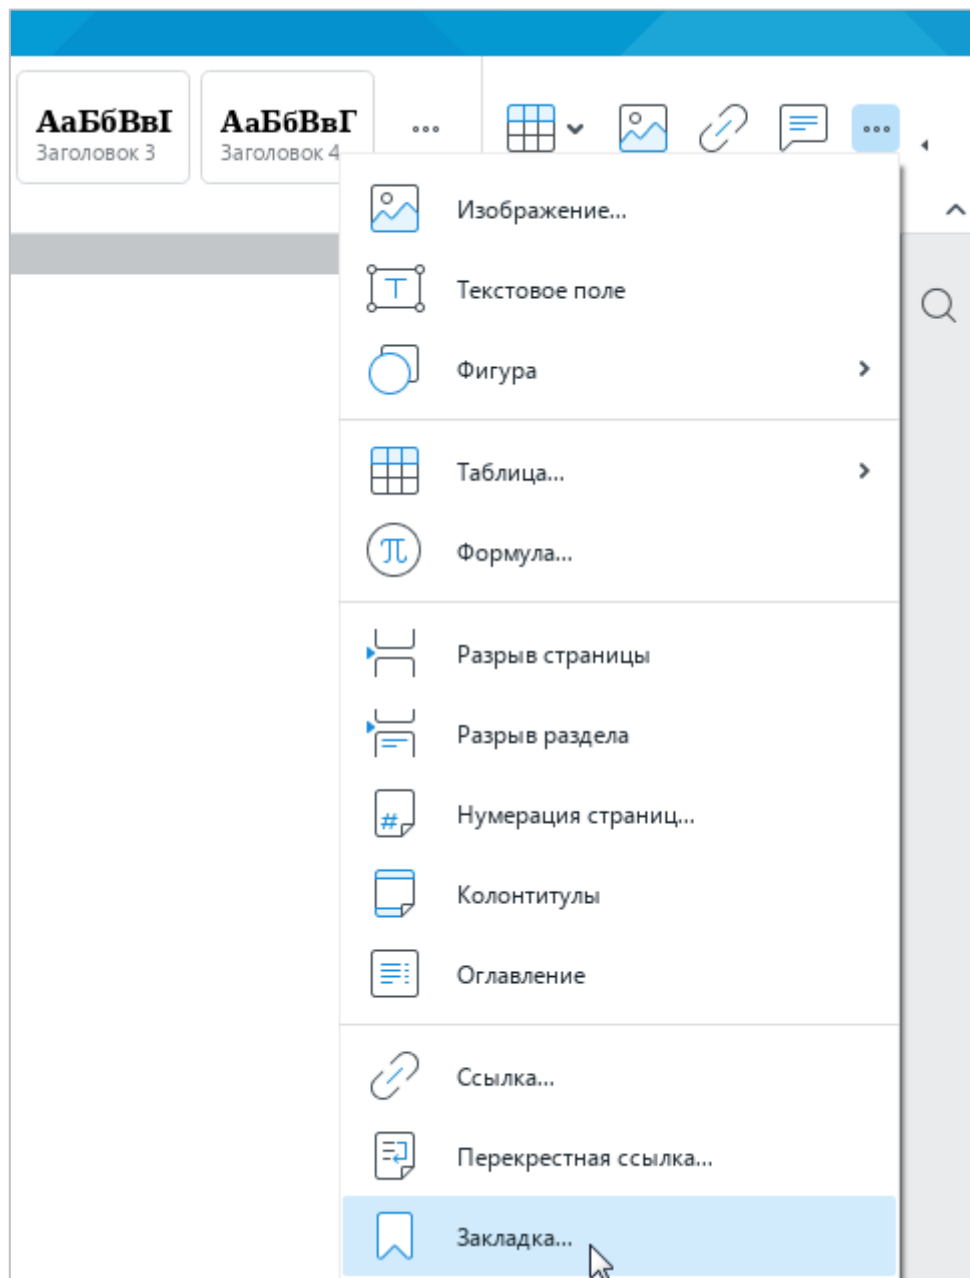 АаБбВвГ
АаБбВвГ
Заголовок 3
Заголовок 4
Изображение...
Текстовое поле
Фигура
Таблица...
Формула...
Разрыв страницы
Разрыв раздела
Нумерация страниц...
Колонтитулы
Оглавление
Ссылка...
Перекрестная ссылка...
Закладка...